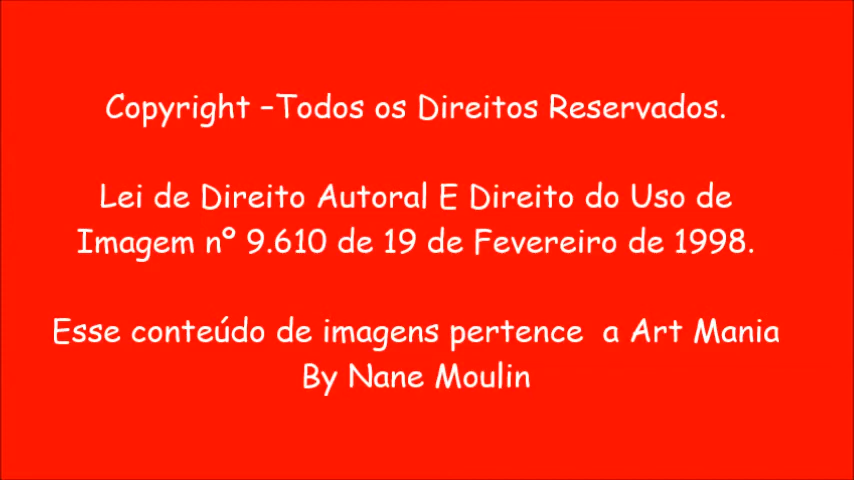 Copyright –Todos os Direitos Reservados.
Lei de Direito Autoral E Direito do Uso de
Imagem nº 9.610 de 19 de Fevereiro de 1998.
Esse conteúdo de imagens pertence  a Art Mania
By Nane Moulin